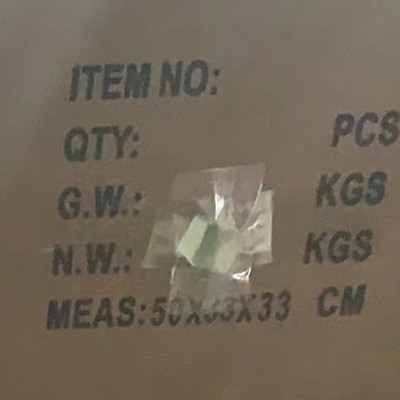 ITEM NO:
QTY: PCS
G.W.: KGS
N.W.: KGS
MEAS: 50X33X33 CM